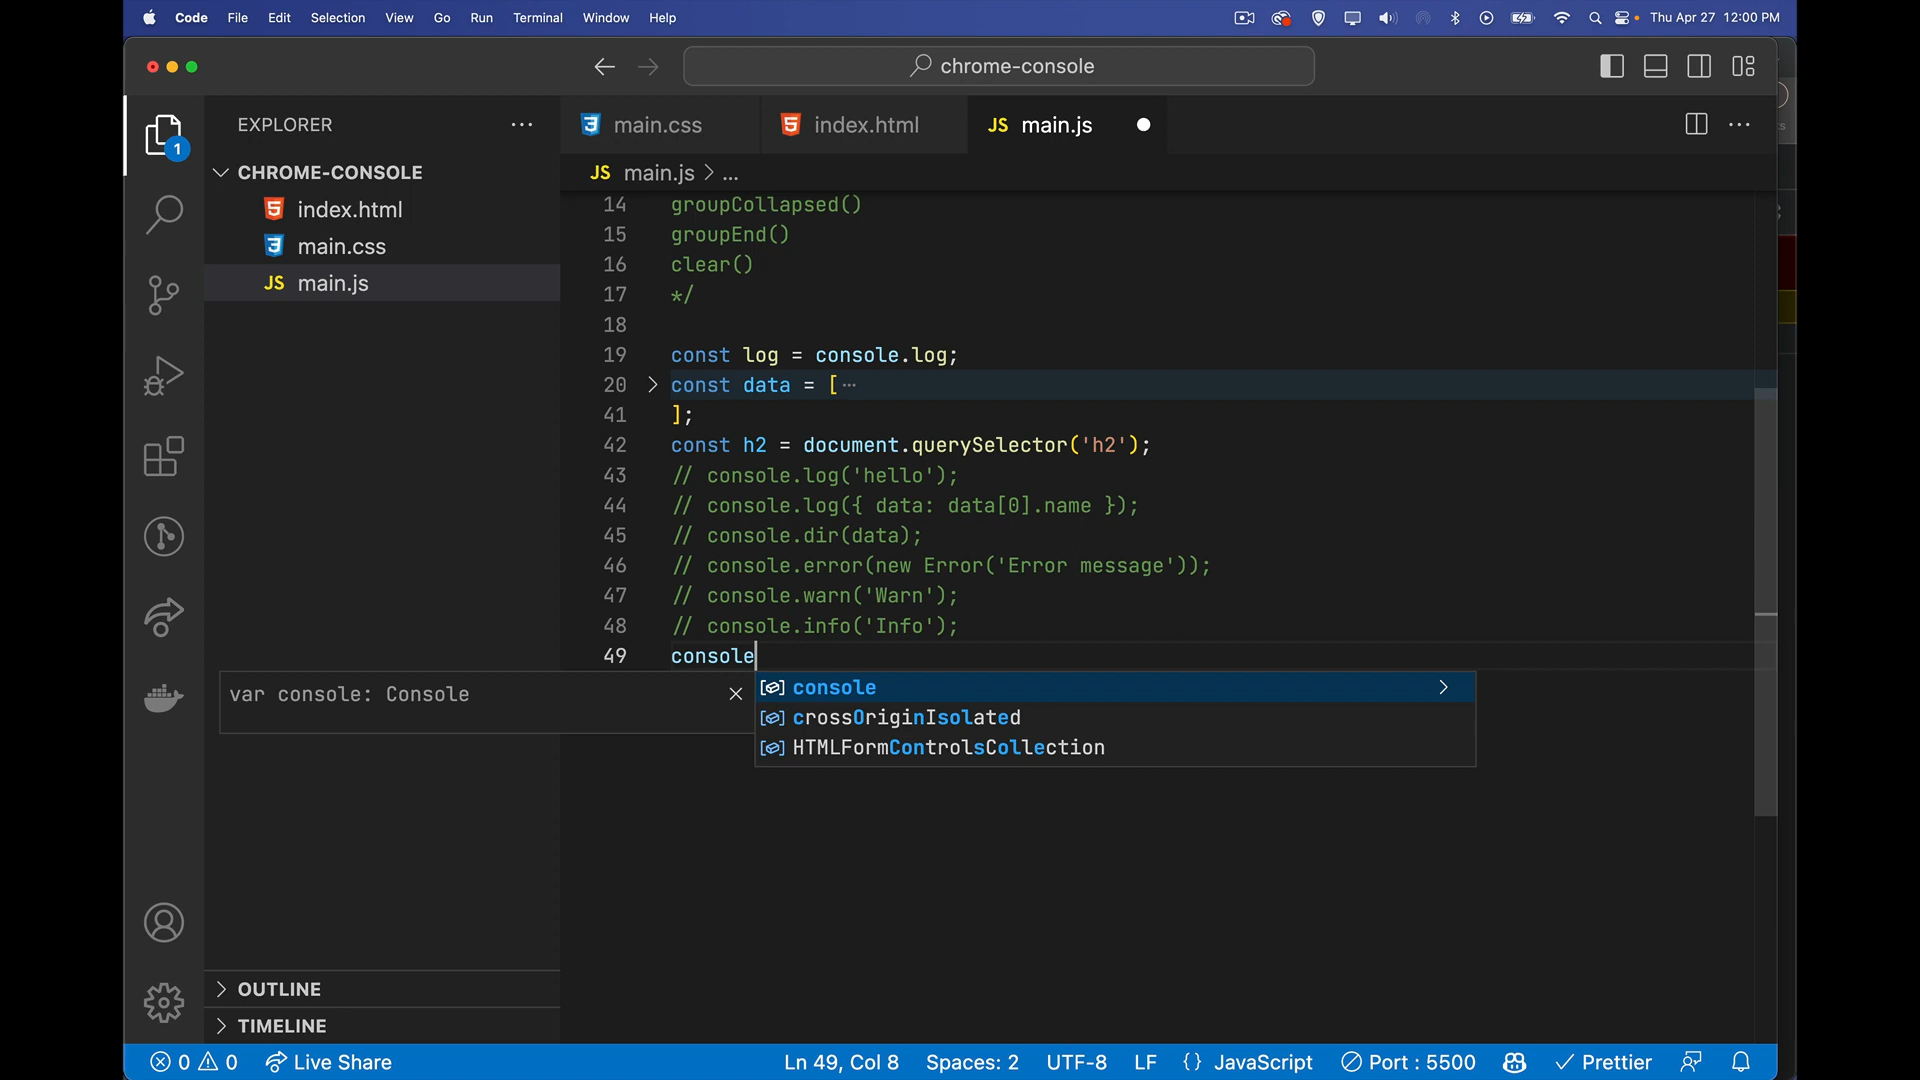 Code File Edit Selection View Go Run Terminal Window Help Thu Apr 27 12:00 PM
chrome-console
EXPLORER
1
CHROME-CONSOLE
index.html
main.css
JS main.js
main.css index.html JS main.js
JS main.js > ...
14 groupCollapsed()
15 groupEnd()
16 clear()
17 */
18
19 const log = console.log;
20 const data = [ ...
41 ];
42 const h2 = document.querySelector('h2');
43 // console.log('hello');
44 // console.log({ data: data[0].name });
45 // console.dir(data);
46 // console.error(new Error('Error message'));
47 // console.warn('Warn');
48 // console.info('Info');
49 console
var console: Console
console
crossOriginIsolated
HTMLFormControlsCollection
OUTLINE
TIMELINE
0 0 Live Share Ln 49, Col 8 Spaces: 2 UTF-8 LF {} JavaScript Port : 5500 Prettier